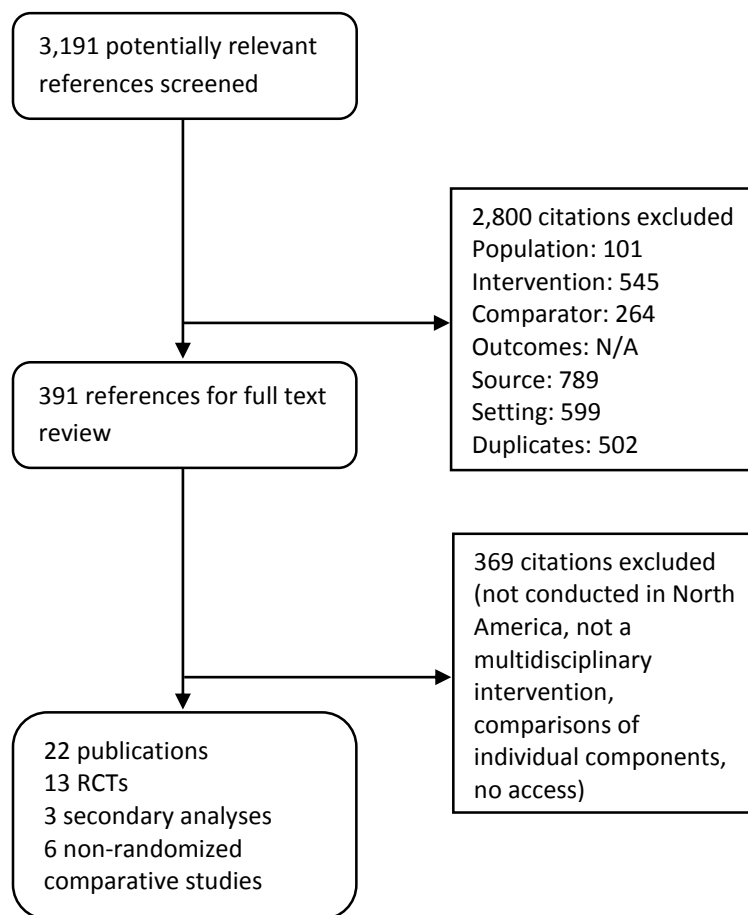 3,191 potentially relevant
references screened
2,800 citations excluded
Population: 101
Intervention: 545
Comparator: 264
Outcomes: N/A
Source: 789
Setting: 599
Duplicates: 502
391 references for full text
review
369 citations excluded
(not conducted in North
America, not a
multidisciplinary
intervention,
comparisons of
individual components,
no access)
22 publications
13 RCTs
3 secondary analyses
6 non-randomized
comparative studies